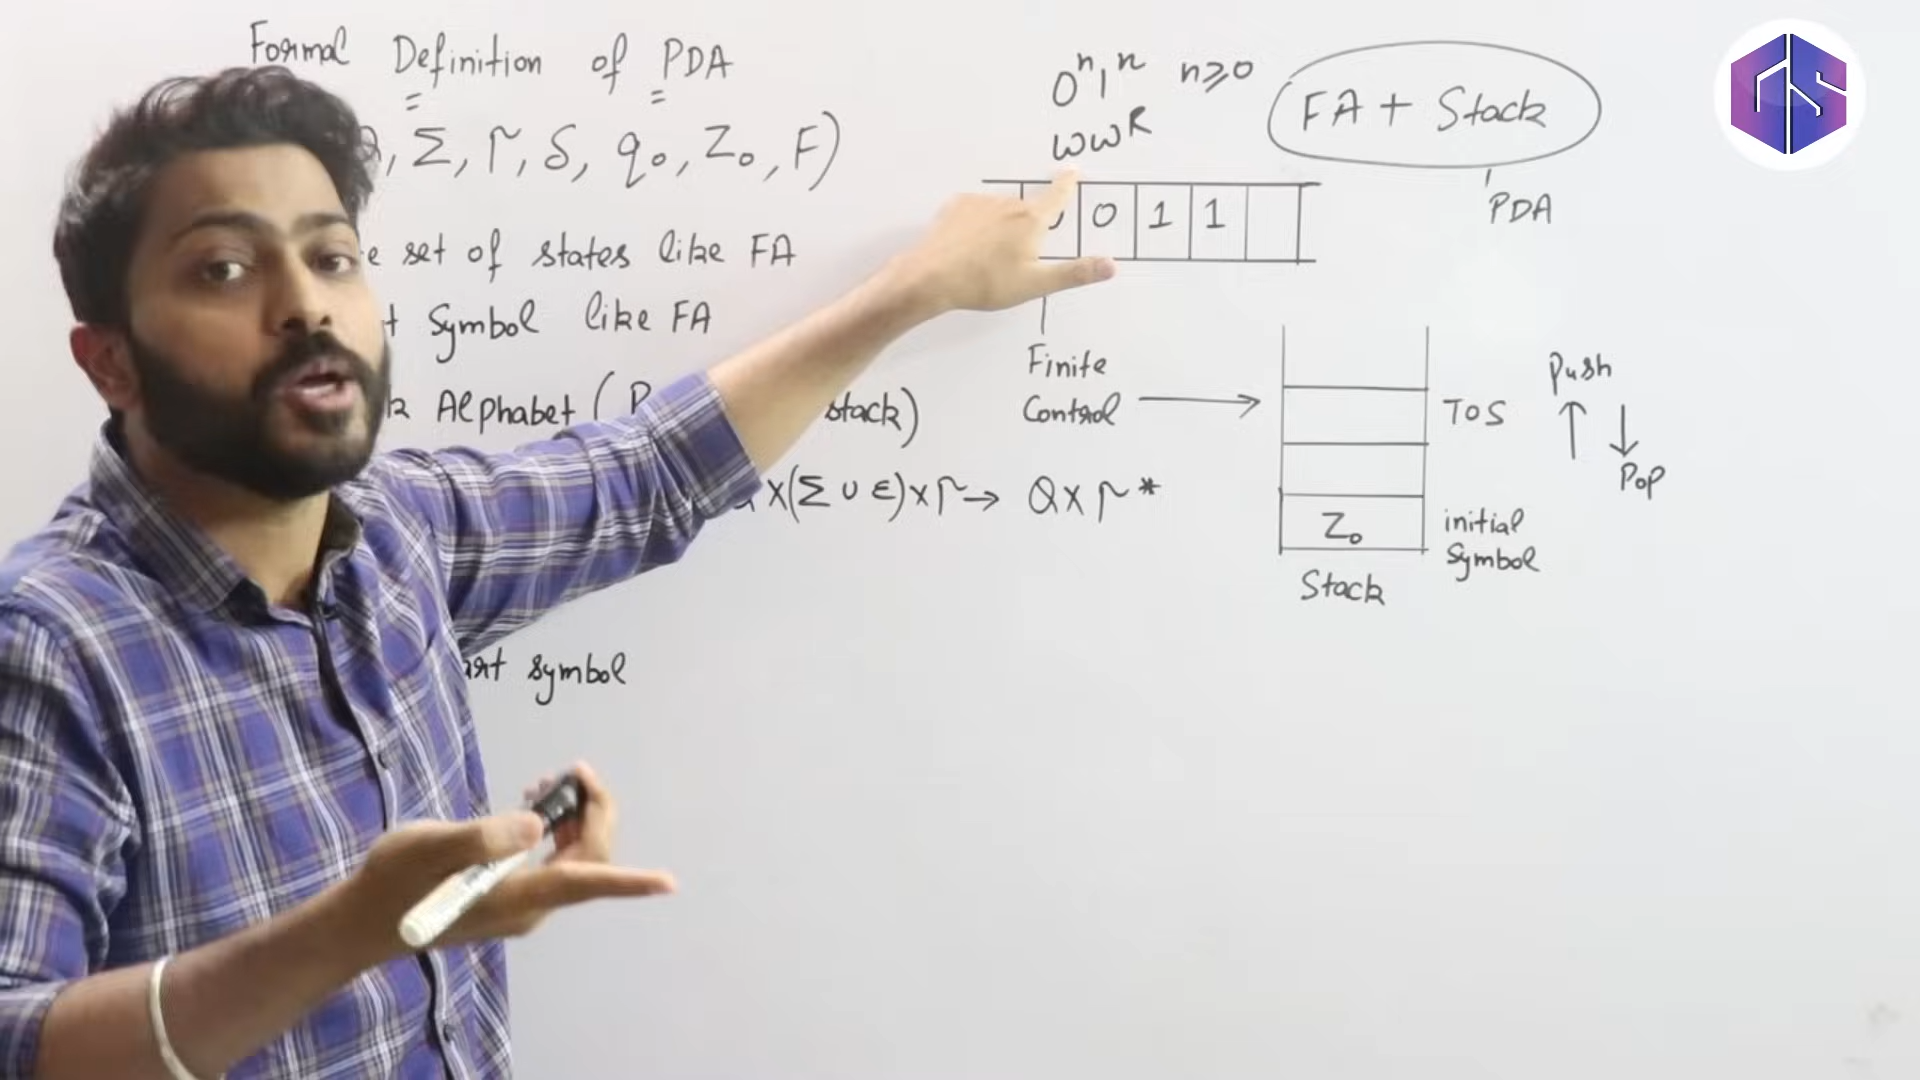 Formal Definition of PDA
, Σ, Γ, δ, q₀, Z₀, F)
set of states like FA
Symbol like FA
Alphabet ( stack)
X(Σ ∪ ε)×Γ→ Q×Γ*
symbol
0ⁿ1ⁿ n≥0
wwᴿ
FA + Stack
PDA
0 1 1
Finite
Control
TOS
Push
Pop
Z₀
initial
Symbol
Stack